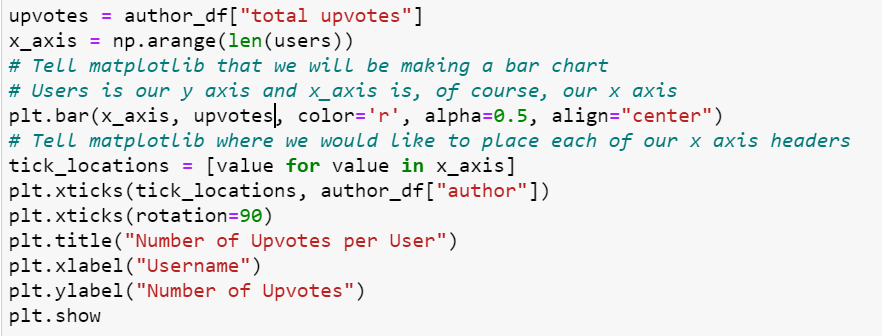 upvotes = author_df["total upvotes"]
x_axis = np.arange(len(users))
# Tell matplotlib that we will be making a bar chart
# Users is our y axis and x_axis is, of course, our x axis
plt.bar(x_axis, upvotes, color='r', alpha=0.5, align="center")
# Tell matplotlib where we would like to place each of our x axis headers
tick_locations = [value for value in x_axis]
plt.xticks(tick_locations, author_df["author"])
plt.xticks(rotation=90)
plt.title("Number of Upvotes per User")
plt.xlabel("Username")
plt.ylabel("Number of Upvotes")
plt.show